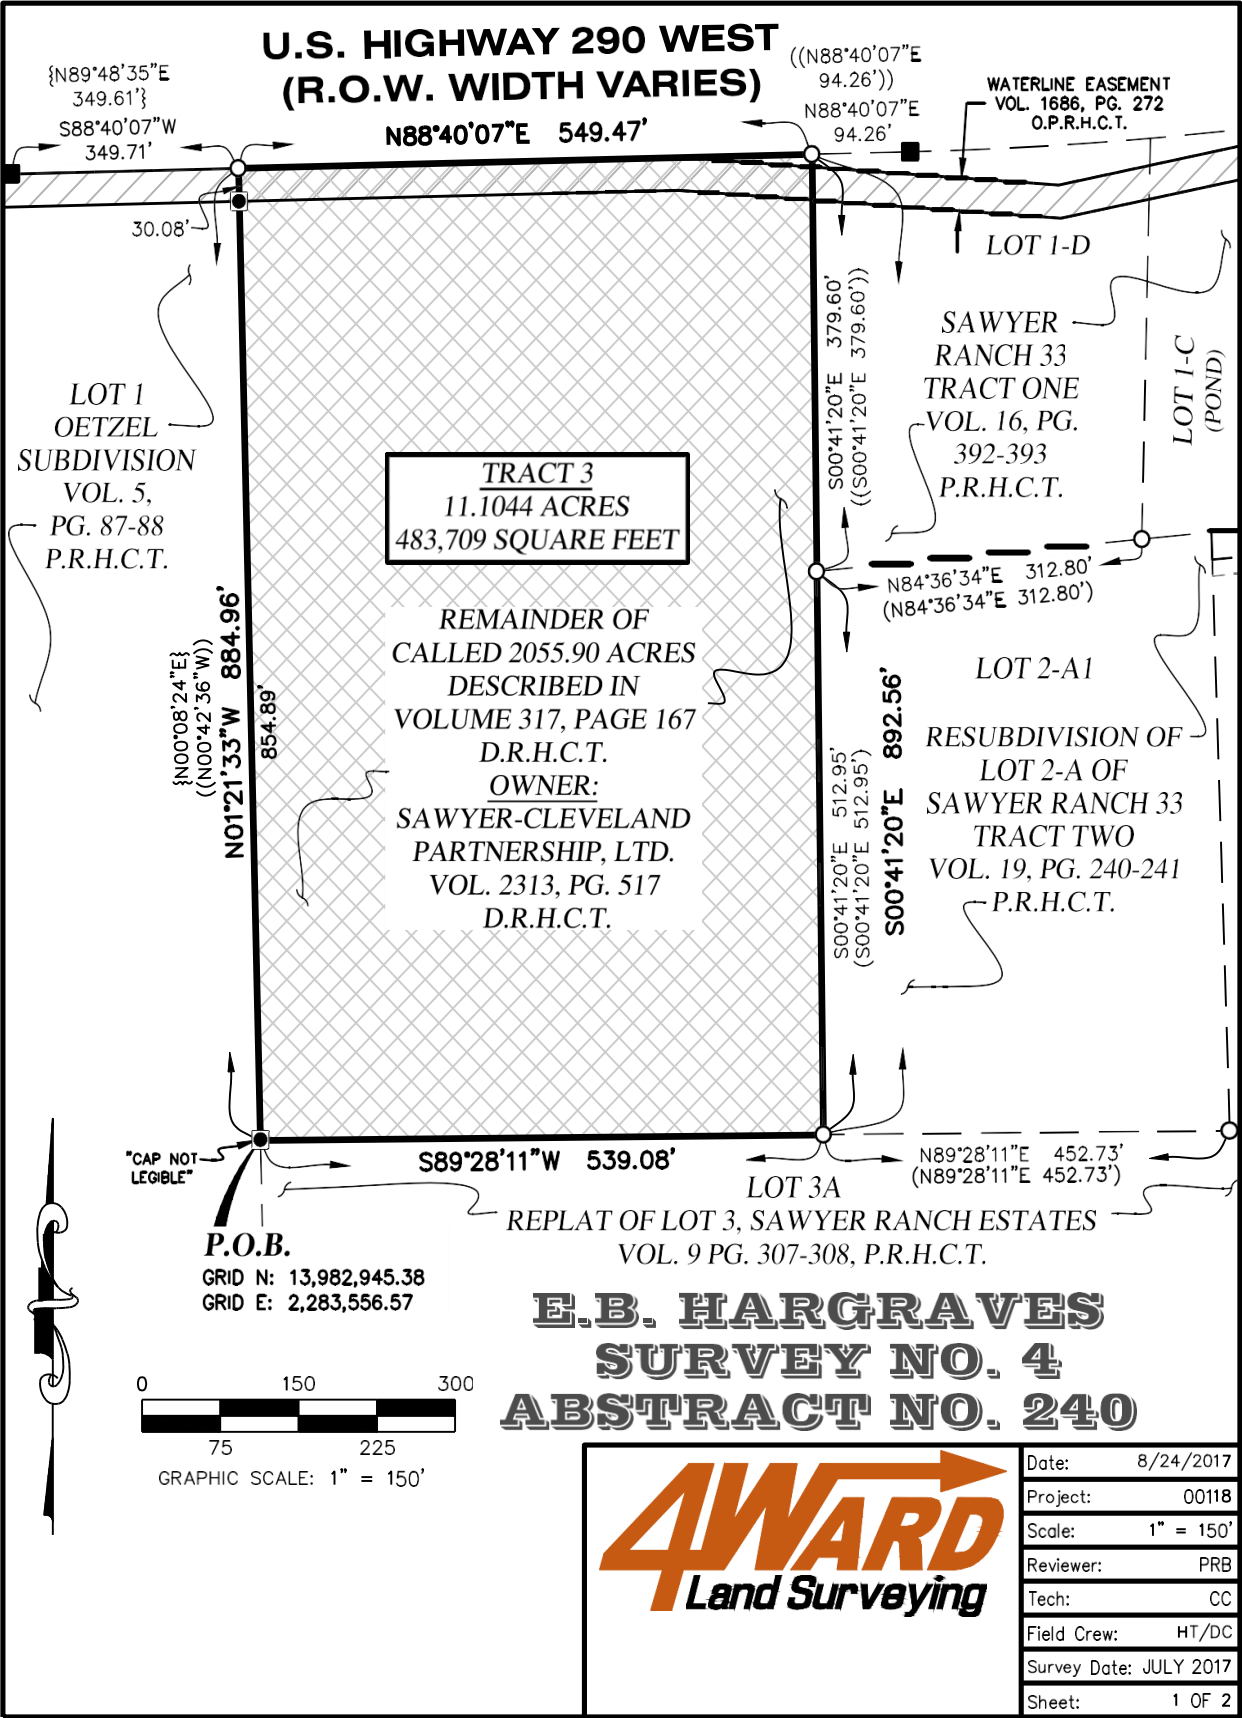 U.S. HIGHWAY 290 WEST
(R.O.W. WIDTH VARIES)
{N89°48'35"E
349.61'}
S88°40'07"W
349.71'
N88°40'07"E 549.47'
((N88°40'07"E
94.26'))
N88°40'07"E
94.26'
WATERLINE EASEMENT
VOL. 1686, PG. 272
O.P.R.H.C.T.
30.08'
LOT 1-D
LOT 1
OETZEL
SUBDIVISION
VOL. 5,
PG. 87-88
P.R.H.C.T.
S00°41'20"E 379.60'
((S00°41'20"E 379.60'))
SAWYER
RANCH 33
TRACT ONE
VOL. 16, PG.
392-393
P.R.H.C.T.
LOT 1-C
(POND)
TRACT 3
11.1044 ACRES
483,709 SQUARE FEET
N84°36'34"E 312.80'
(N84°36'34"E 312.80')
REMAINDER OF
CALLED 2055.90 ACRES
DESCRIBED IN
VOLUME 317, PAGE 167
D.R.H.C.T.
OWNER:
SAWYER-CLEVELAND
PARTNERSHIP, LTD.
VOL. 2313, PG. 517
D.R.H.C.T.
{N00°08'24"E}
((N00°42'36"W))
N01°21'33"W 884.96'
854.89'
S00°41'20"E 512.95'
(S00°41'20"E 512.95')
S00°41'20"E 892.56'
LOT 2-A1
RESUBDIVISION OF
LOT 2-A OF
SAWYER RANCH 33
TRACT TWO
VOL. 19, PG. 240-241
P.R.H.C.T.
"CAP NOT
LEGIBLE"
S89°28'11"W 539.08'
N89°28'11"E 452.73'
(N89°28'11"E 452.73')
LOT 3A
REPLAT OF LOT 3, SAWYER RANCH ESTATES
VOL. 9 PG. 307-308, P.R.H.C.T.
P.O.B.
GRID N: 13,982,945.38
GRID E: 2,283,556.57
E.B. HARGRAVES
SURVEY NO. 4
ABSTRACT NO. 240
0 150 300
75 225
GRAPHIC SCALE: 1" = 150'
4WARD
Land Surveying
Date: 8/24/2017
Project: 00118
Scale: 1" = 150'
Reviewer: PRB
Tech: CC
Field Crew: HT/DC
Survey Date: JULY 2017
Sheet: 1 OF 2